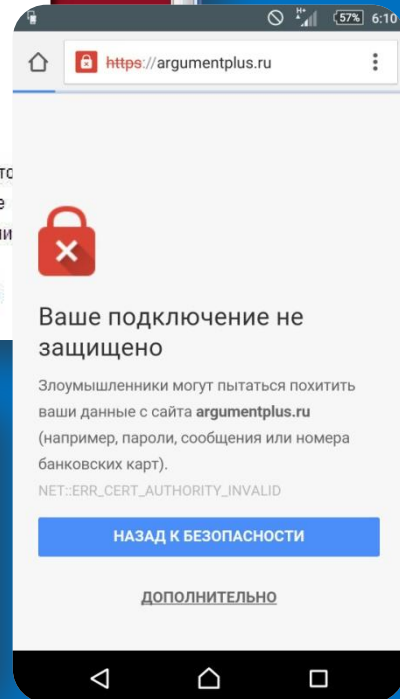 H+
57% 6:10
https://argumentplus.ru
Ваше подключение не
защищено
Злоумышленники могут пытаться похитить
ваши данные с сайта argumentplus.ru
(например, пароли, сообщения или номера
банковских карт).
NET::ERR_CERT_AUTHORITY_INVALID
НАЗАД К БЕЗОПАСНОСТИ
ДОПОЛНИТЕЛЬНО